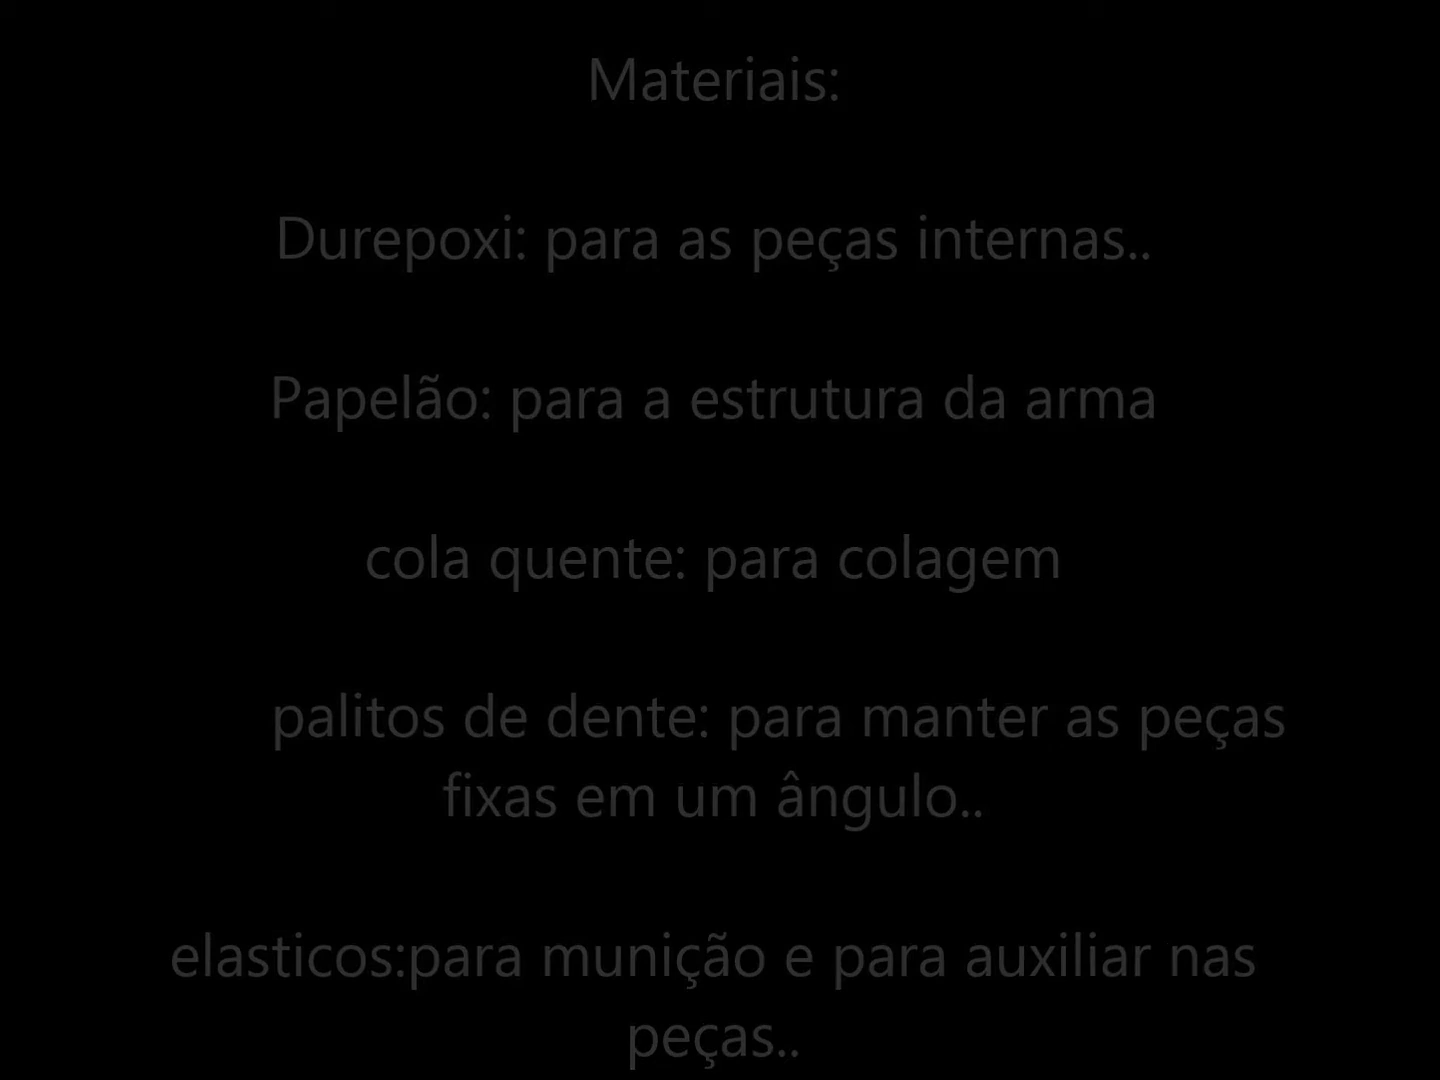 Materiais:
Durepoxi: para as peças internas..
Papelão: para a estrutura da arma
cola quente: para colagem
palitos de dente: para manter as peças
fixas em um ângulo..
elasticos:para munição e para auxiliar nas
peças..